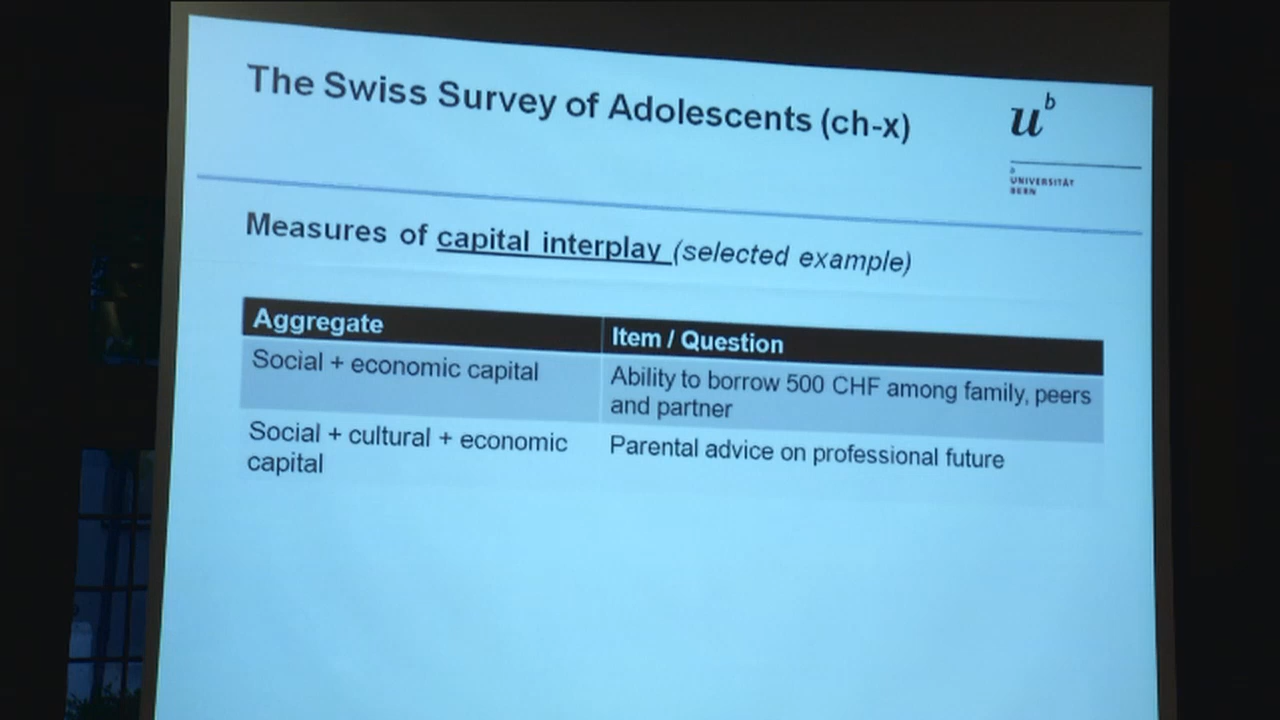 The Swiss Survey of Adolescents (ch-x)
u b
b
UNIVERSITÄT
BERN
Measures of capital interplay (selected example)
Aggregate
Item / Question
Social + economic capital
Ability to borrow 500 CHF among family, peers
and partner
Social + cultural + economic
capital
Parental advice on professional future